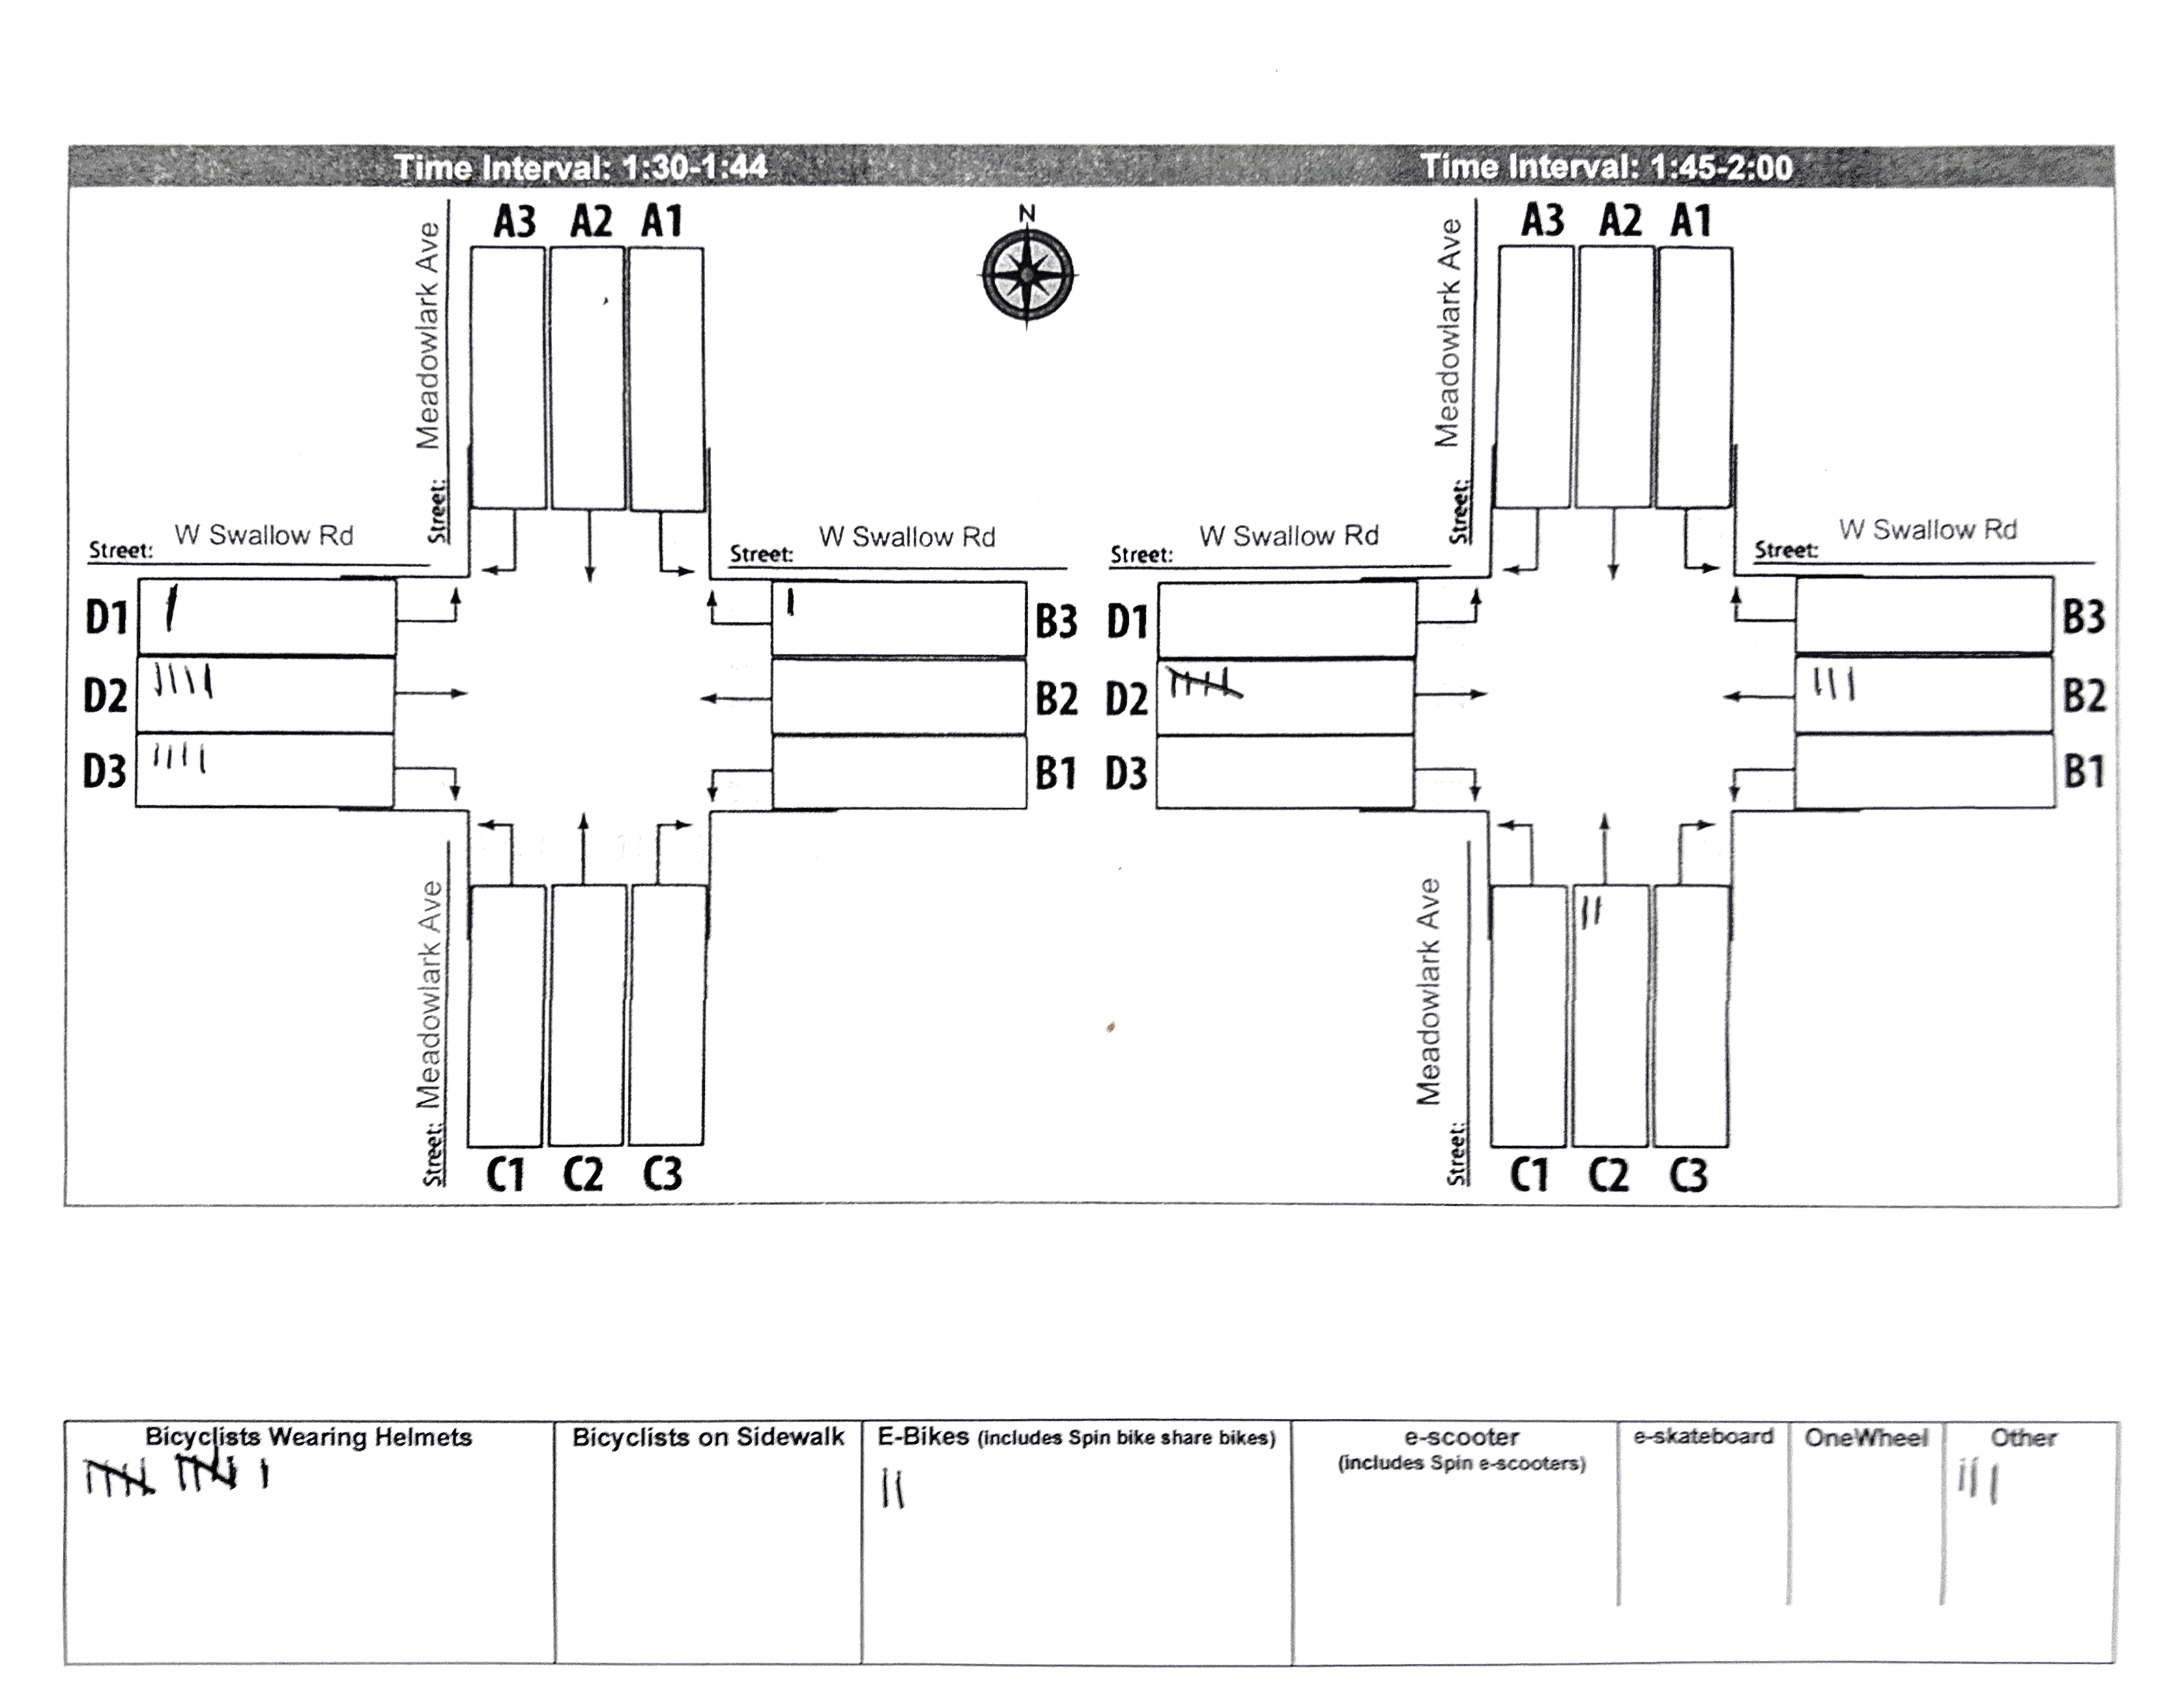 Time Interval: 1:30-1:44
Time Interval: 1:45-2:00
A3 A2 A1
N
A3 A2 A1
Street: Meadowlark Ave
Street: Meadowlark Ave
Street: W Swallow Rd
Street: W Swallow Rd
Street: W Swallow Rd
Street: W Swallow Rd
D1 |
| B3
D1
B3
D2 ||||
B2
D2 卌
||| B2
D3 ||||
B1
D3
B1
||
Street: Meadowlark Ave
Street: Meadowlark Ave
C1 C2 C3
C1 C2 C3
Bicyclists Wearing Helmets
卌 卌 |
Bicyclists on Sidewalk
E-Bikes (includes Spin bike share bikes)
||
e-scooter
(includes Spin e-scooters)
e-skateboard
OneWheel
Other
|||